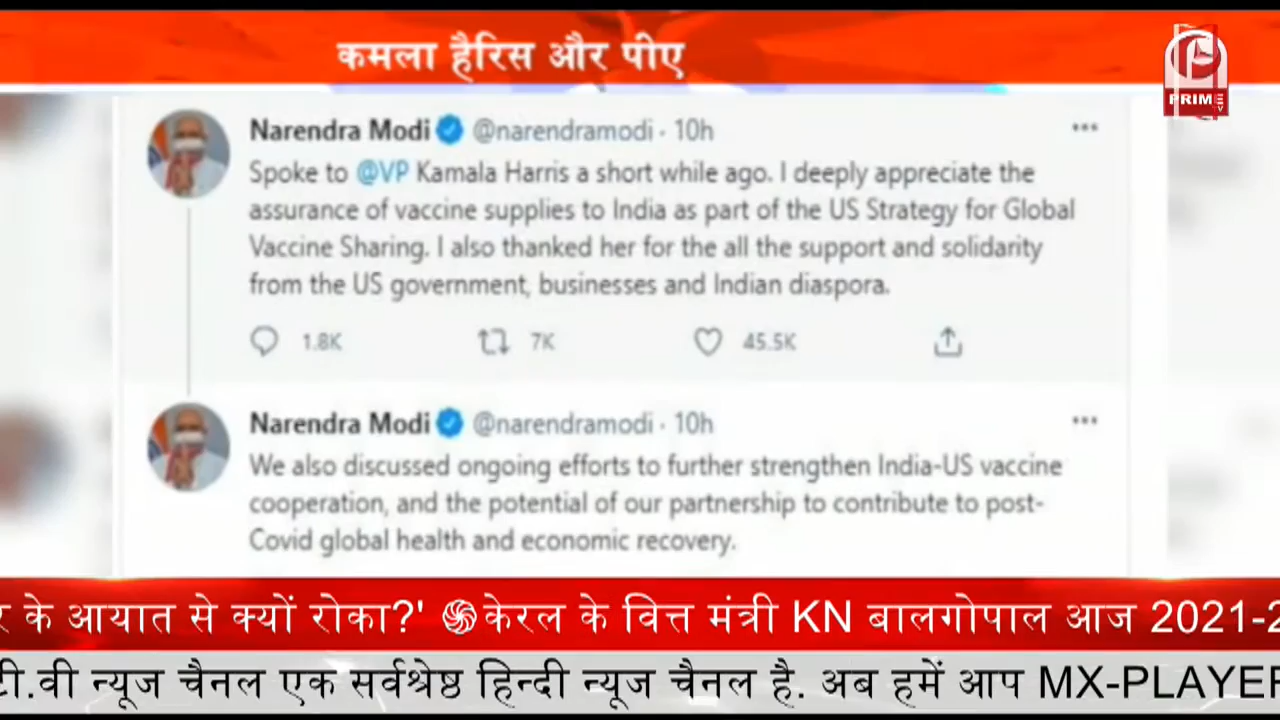 कमला हैरिस और पीए
PRIME TV
Narendra Modi @narendramodi · 10h
Spoke to @VP Kamala Harris a short while ago. I deeply appreciate the
assurance of vaccine supplies to India as part of the US Strategy for Global
Vaccine Sharing. I also thanked her for the all the support and solidarity
from the US government, businesses and Indian diaspora.
1.8K 7K 45.5K
Narendra Modi @narendramodi · 10h
We also discussed ongoing efforts to further strengthen India-US vaccine
cooperation, and the potential of our partnership to contribute to post-
Covid global health and economic recovery.
के आयात से क्यों रोका?' केरल के वित्त मंत्री KN बालगोपाल आज 2021-2
टी.वी न्यूज चैनल एक सर्वश्रेष्ठ हिन्दी न्यूज चैनल है. अब हमें आप MX-PLAYER